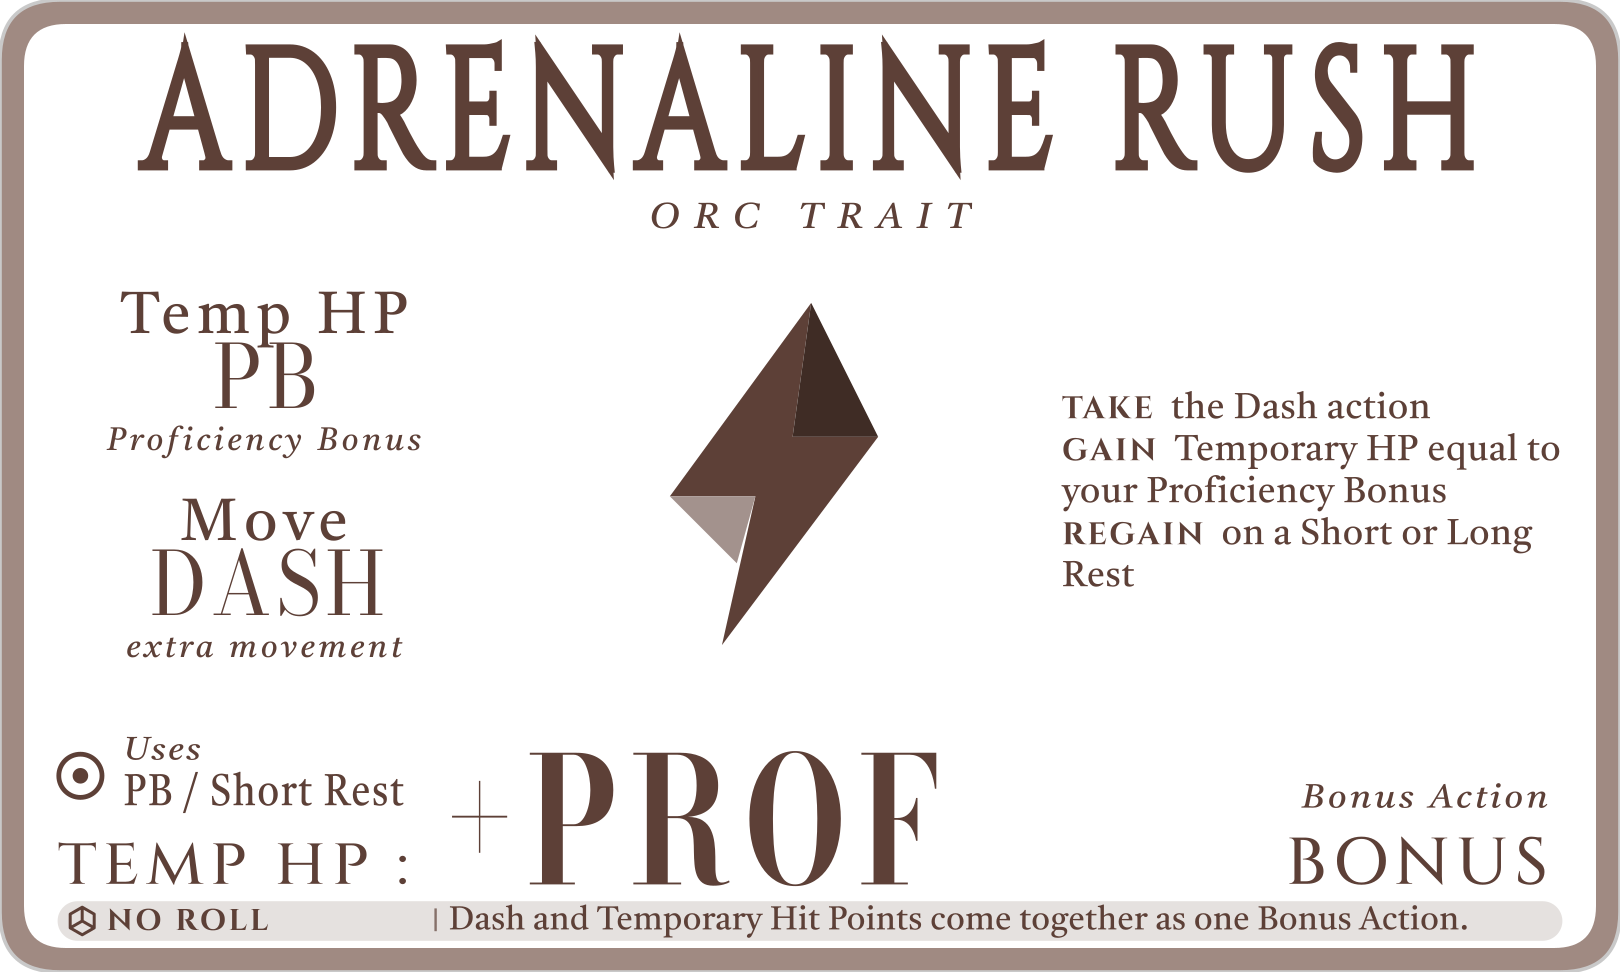 ADRENALINE RUSH
ORC TRAIT
Temp HP
PB
Proficiency Bonus
Move
DASH
extra movement
TAKE the Dash action
GAIN Temporary HP equal to
your Proficiency Bonus
REGAIN on a Short or Long
Rest
Uses
PB / Short Rest
TEMP HP :
+PROF
Bonus Action
BONUS
NO ROLL | Dash and Temporary Hit Points come together as one Bonus Action.